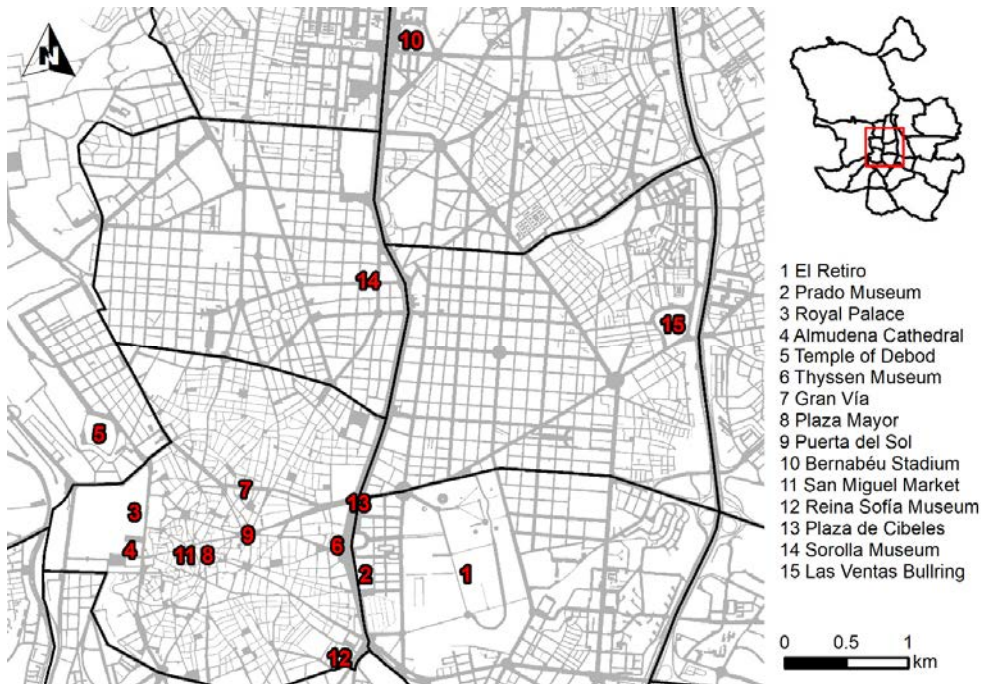 N
10
14
15
5
7
3
13
9
6
4
11 8
2
1
12
1 El Retiro
2 Prado Museum
3 Royal Palace
4 Almudena Cathedral
5 Temple of Debod
6 Thyssen Museum
7 Gran Vía
8 Plaza Mayor
9 Puerta del Sol
10 Bernabéu Stadium
11 San Miguel Market
12 Reina Sofía Museum
13 Plaza de Cibeles
14 Sorolla Museum
15 Las Ventas Bullring
0 0.5 1
km